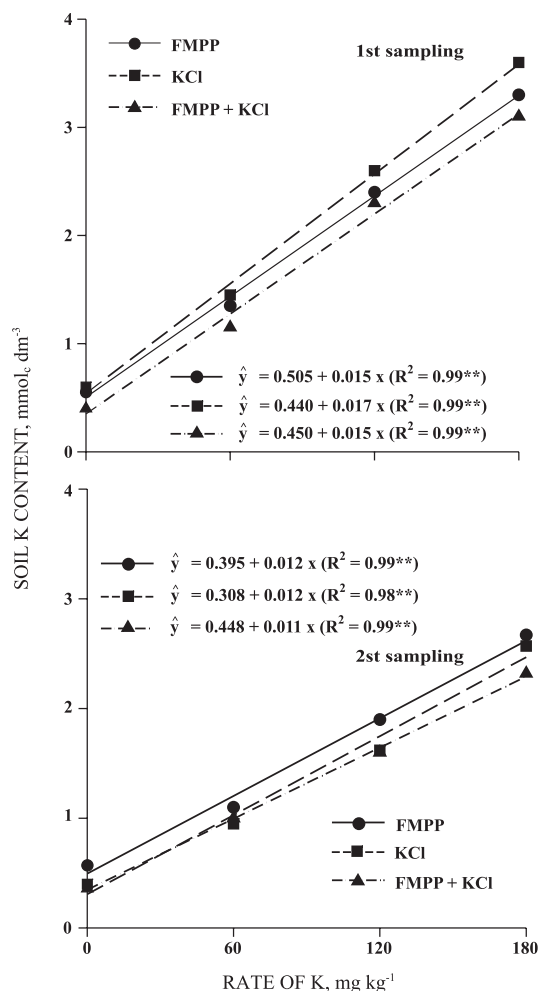 4
FMPP
1st sampling
KCl
FMPP + KCl
3
2
1
ŷ = 0.505 + 0.015 x (R² = 0.99**)
ŷ = 0.440 + 0.017 x (R² = 0.99**)
ŷ = 0.450 + 0.015 x (R² = 0.99**)
0
SOIL K CONTENT, mmol_c dm⁻³
4
ŷ = 0.395 + 0.012 x (R² = 0.99**)
ŷ = 0.308 + 0.012 x (R² = 0.98**)
3
ŷ = 0.448 + 0.011 x (R² = 0.99**)
2st sampling
2
1
FMPP
KCl
FMPP + KCl
0
0 60 120 180
RATE OF K, mg kg⁻¹